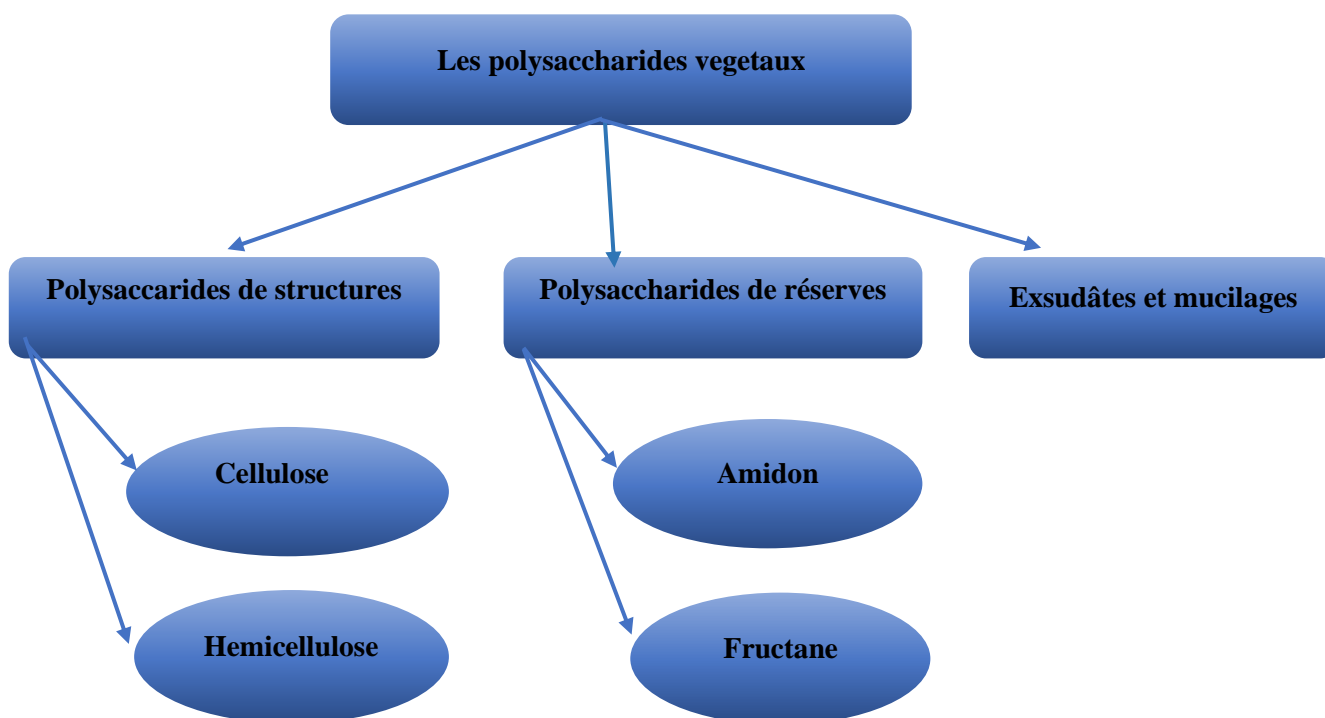 Les polysaccharides vegetaux
Polysaccarides de structures
Polysaccharides de réserves
Exsudâtes et mucilages
Cellulose
Amidon
Hemicellulose
Fructane